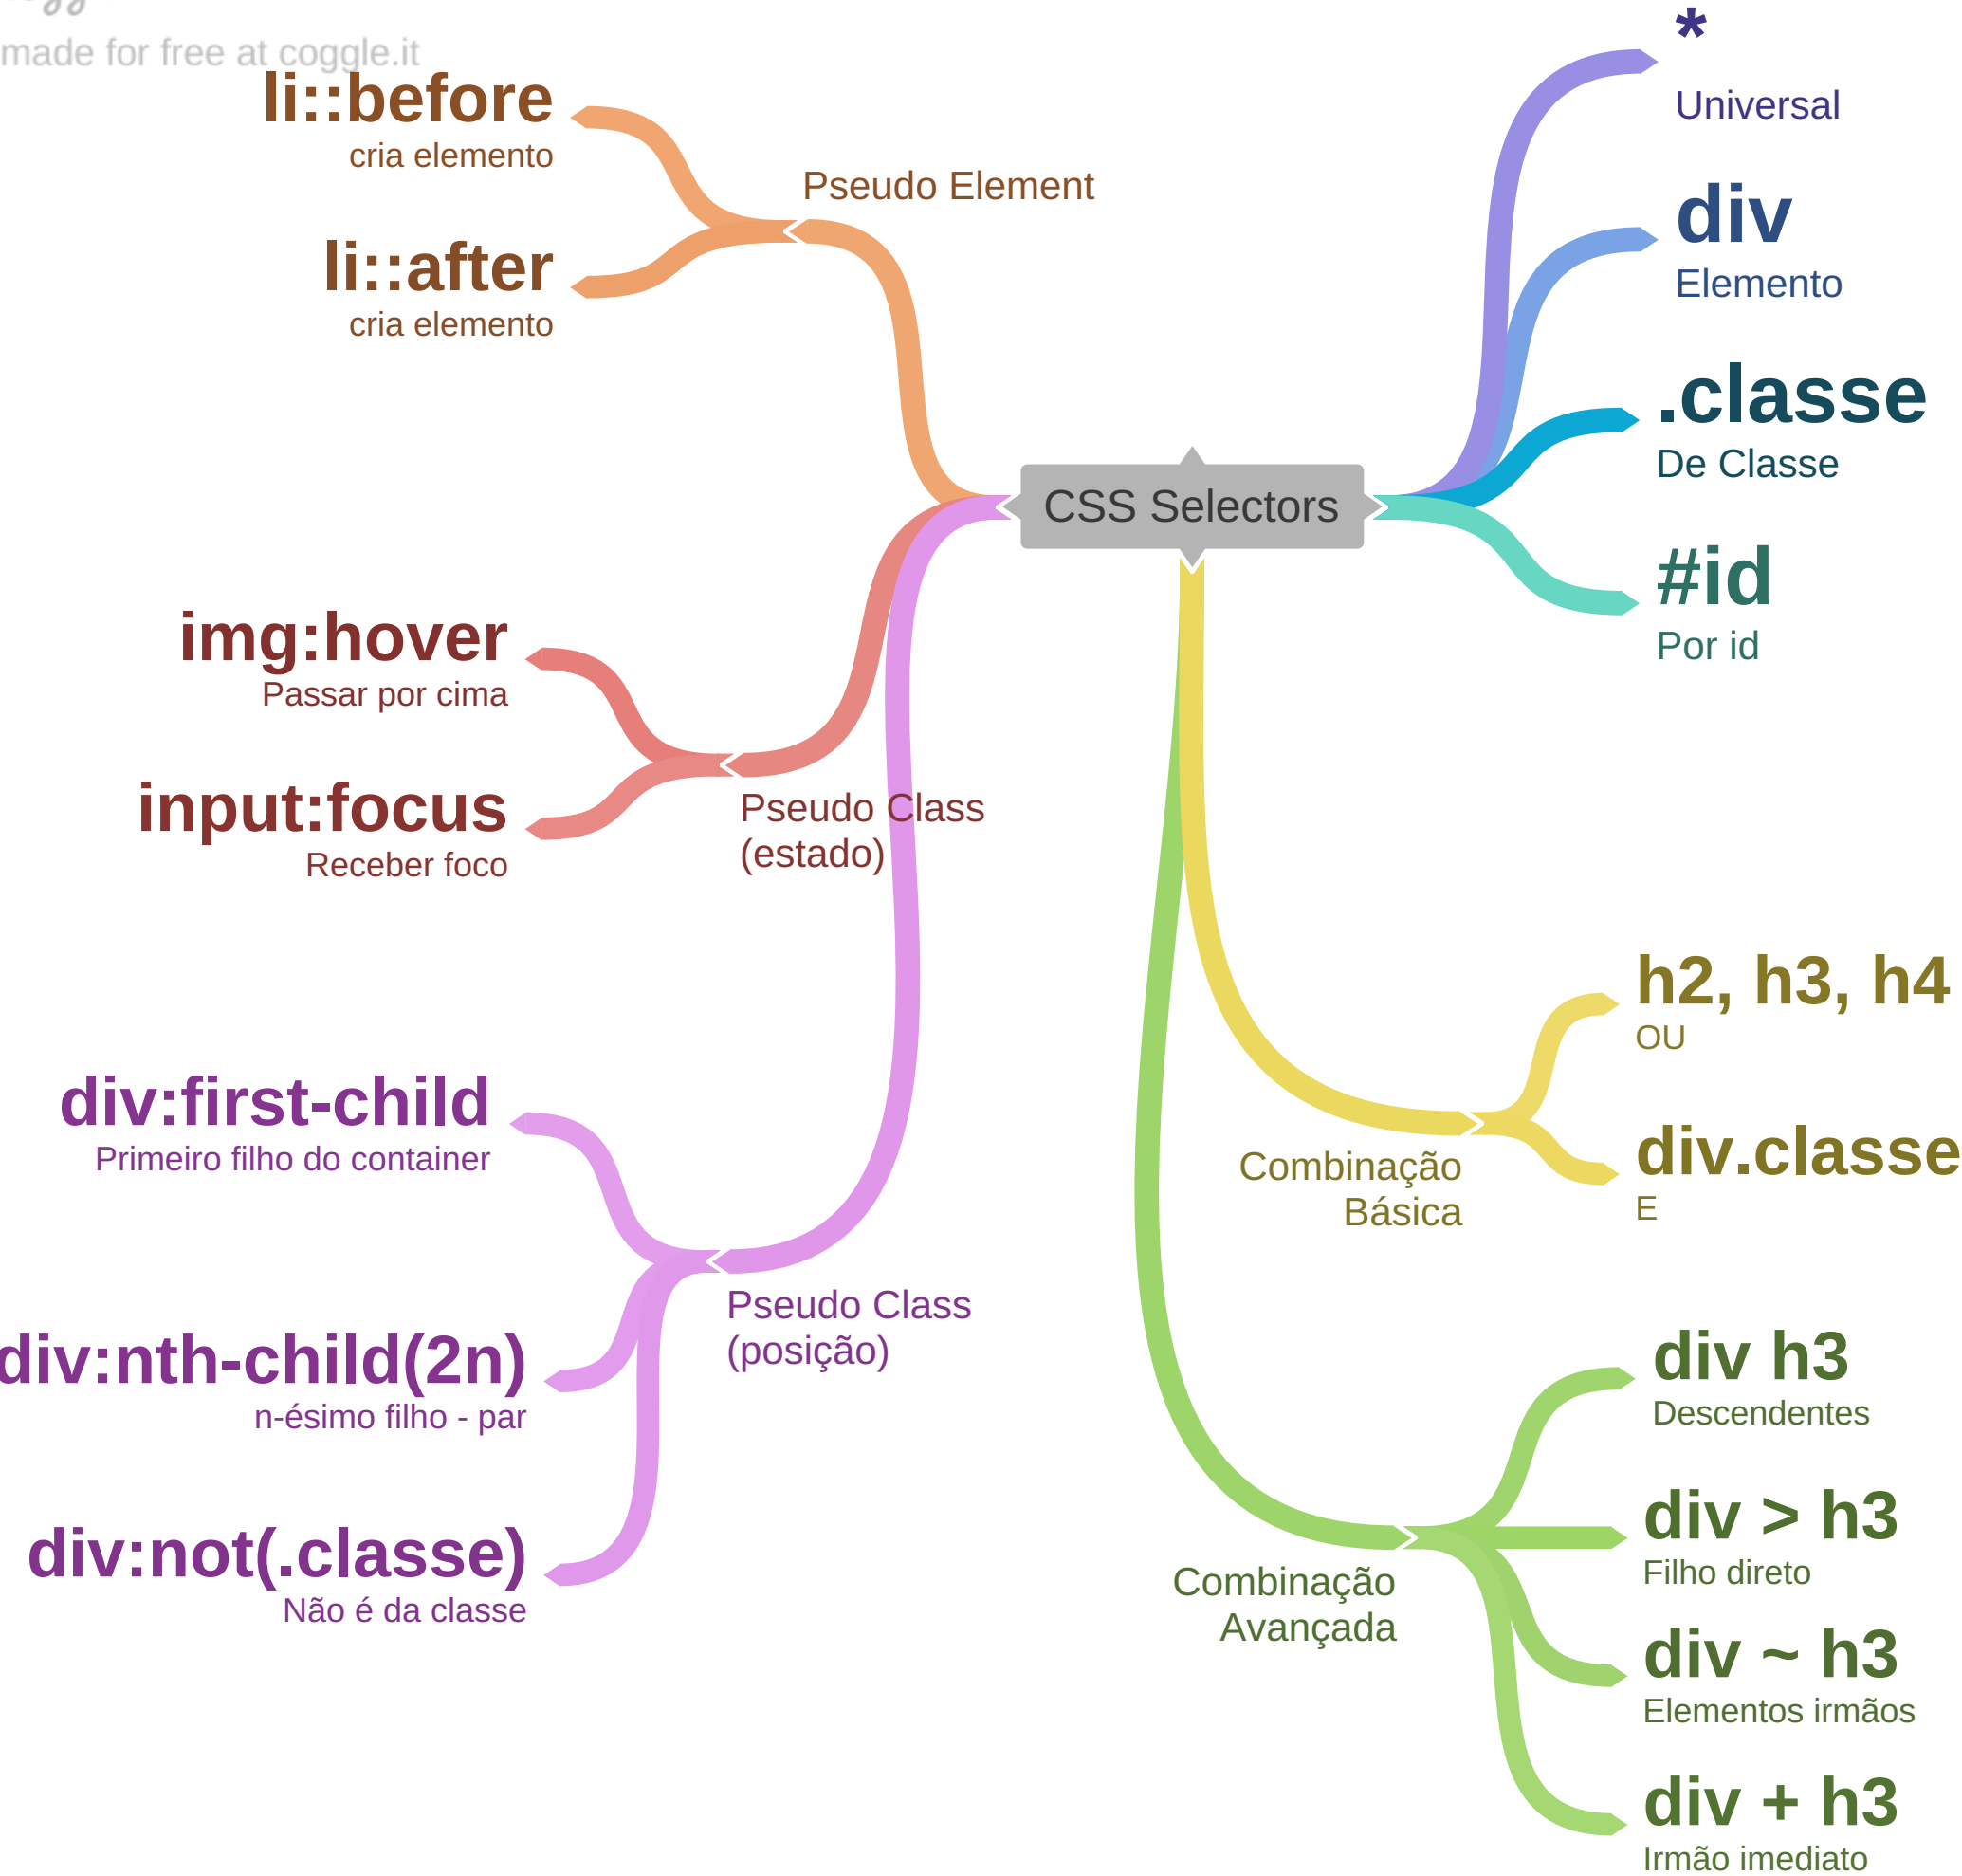 made for free at coggle.it
li::before
cria elemento
li::after
cria elemento
Pseudo Element
img:hover
Passar por cima
input:focus
Receber foco
Pseudo Class
(estado)
div:first-child
Primeiro filho do container
div:nth-child(2n)
n-ésimo filho - par
div:not(.classe)
Não é da classe
Pseudo Class
(posição)
CSS Selectors
*
Universal
div
Elemento
.classe
De Classe
#id
Por id
h2, h3, h4
OU
div.classe
E
Combinação
Básica
div h3
Descendentes
div > h3
Filho direto
div ~ h3
Elementos irmãos
div + h3
Irmão imediato
Combinação
Avançada